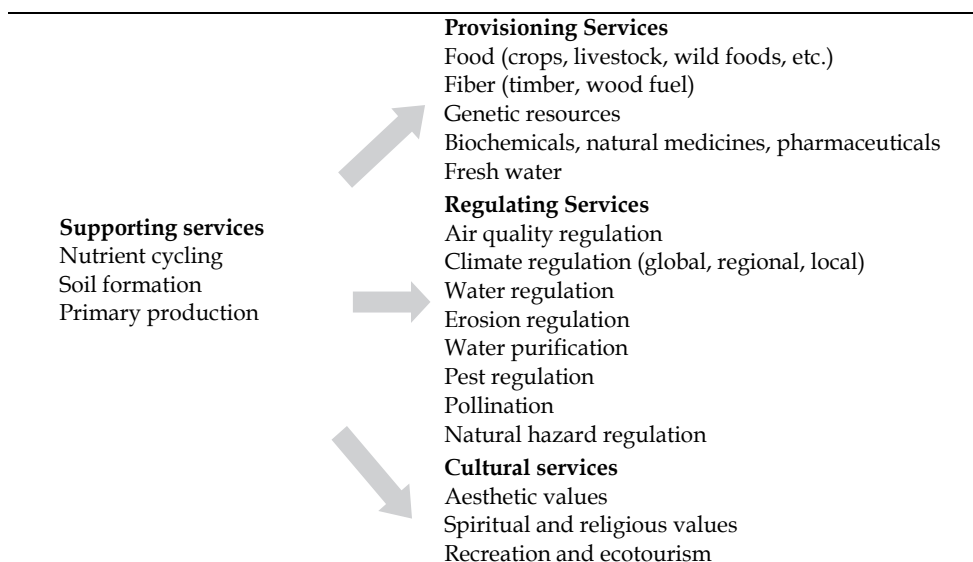 Supporting services
Nutrient cycling
Soil formation
Primary production
Provisioning Services
Food (crops, livestock, wild foods, etc.)
Fiber (timber, wood fuel)
Genetic resources
Biochemicals, natural medicines, pharmaceuticals
Fresh water
Regulating Services
Air quality regulation
Climate regulation (global, regional, local)
Water regulation
Erosion regulation
Water purification
Pest regulation
Pollination
Natural hazard regulation
Cultural services
Aesthetic values
Spiritual and religious values
Recreation and ecotourism